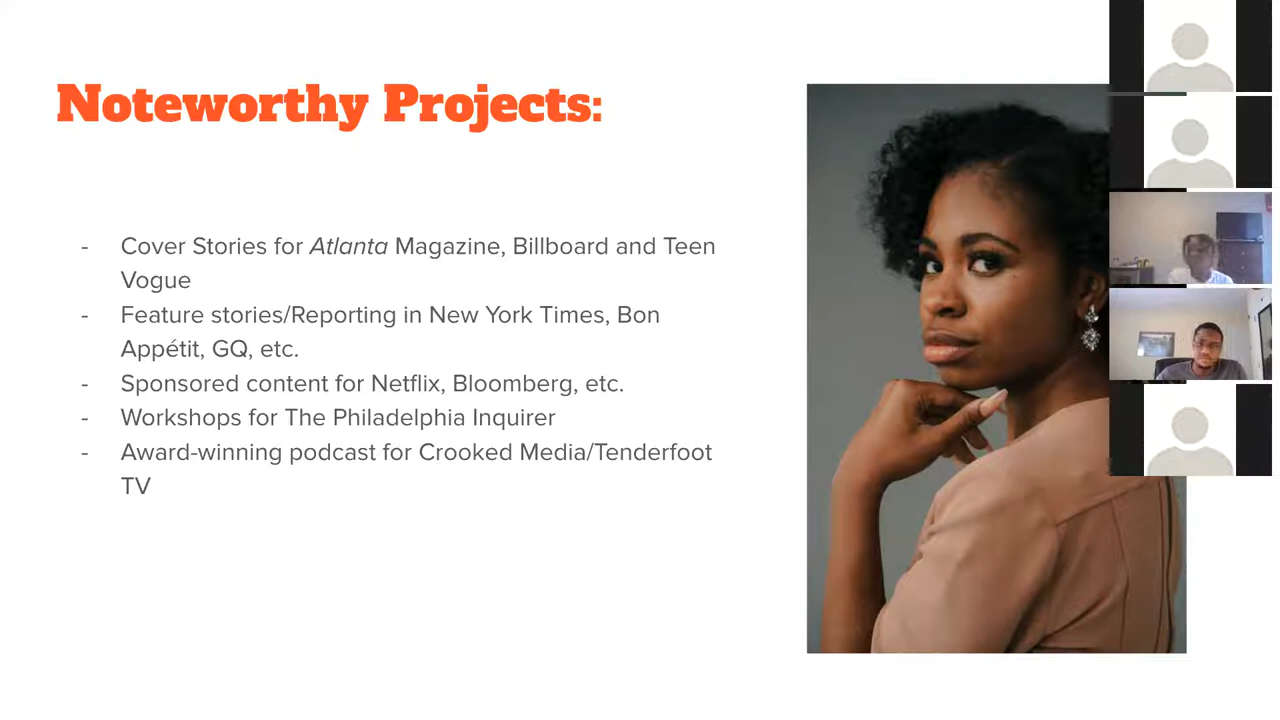 Noteworthy Projects:
- Cover Stories for Atlanta Magazine, Billboard and Teen
Vogue
- Feature stories/Reporting in New York Times, Bon
Appétit, GQ, etc.
- Sponsored content for Netflix, Bloomberg, etc.
- Workshops for The Philadelphia Inquirer
- Award-winning podcast for Crooked Media/Tenderfoot
TV